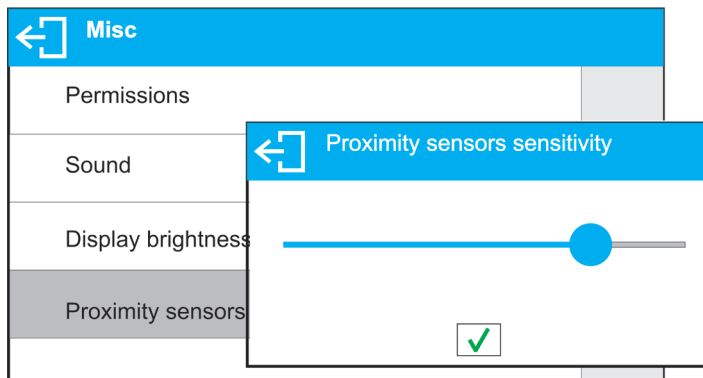 Misc
Permissions
Sound
Display brightness
Proximity sensors
Proximity sensors sensitivity